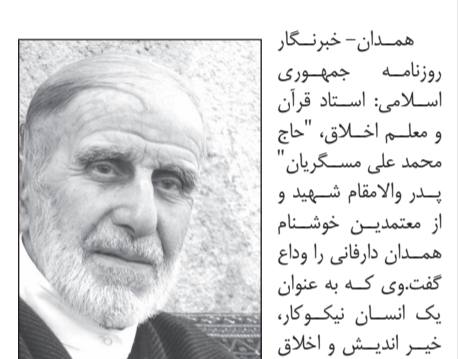 همدان- خبرنگار
روزنامه جمهوری
اسلامی: استاد قرآن
و معلم اخلاق، "حاج
محمد علی مسگریان"
پدر والامقام شهید و
از معتمدین خوشنام
همدان دارفانی را وداع
گفت.وی که به عنوان
یک انسان نیکوکار،
خیر اندیش و اخلاق